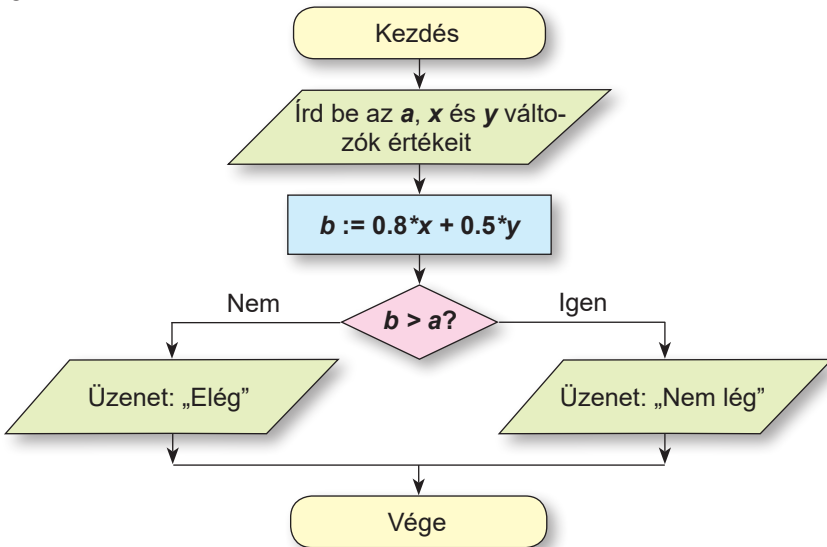 Kezdés
Írd be az a, x és yválto-
zók értékeit
b := 0.8*x + 0.5*y
Nem
b > a?
Igen
Üzenet: „Elég”
Üzenet: „Nem lég”
Vége